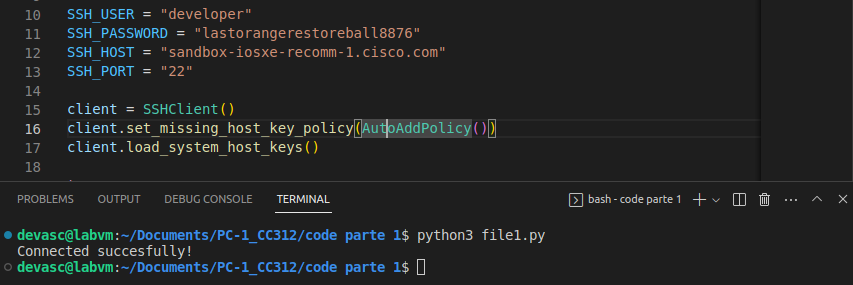 10 SSH_USER = "developer"
11 SSH_PASSWORD = "lastorangerestoreball8876"
12 SSH_HOST = "sandbox-iosxe-recomm-1.cisco.com"
13 SSH_PORT = "22"
14
15 client = SSHClient()
16 client.set_missing_host_key_policy(AutoAddPolicy())
17 client.load_system_host_keys()
18
PROBLEMS OUTPUT DEBUG CONSOLE TERMINAL bash - code parte 1
devasc@labvm:~/Documents/PC-1_CC312/code parte 1$ python3 file1.py
Connected succesfully!
devasc@labvm:~/Documents/PC-1_CC312/code parte 1$